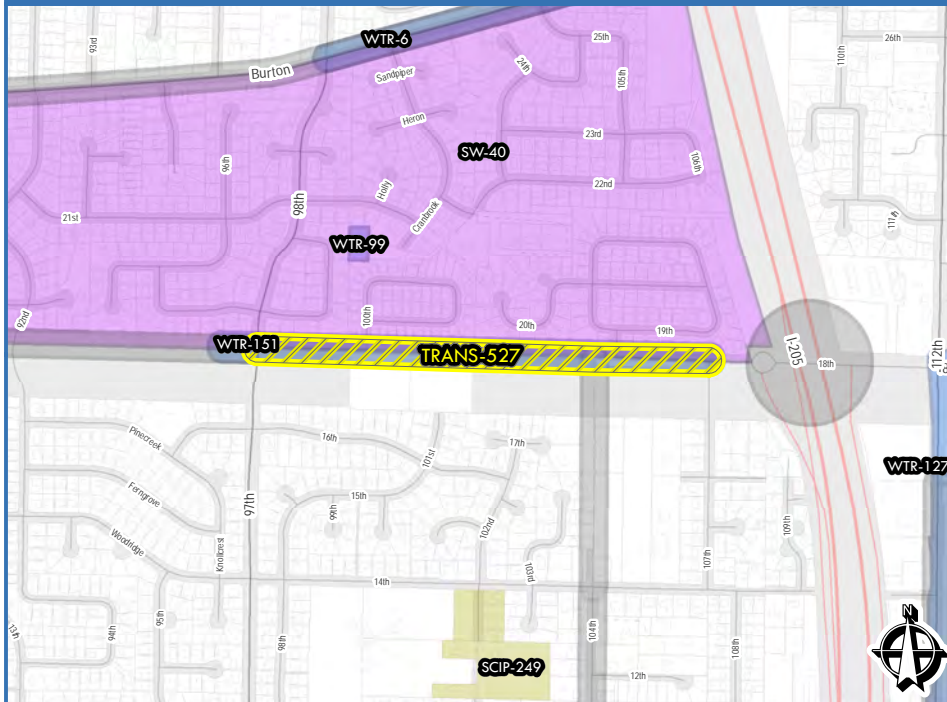 WTR-6
25th
26th
93rd
Burton
Sandpiper
24th
105th
110th
Heron
23rd
SW-40
96th
106th
Holly
22nd
98th
Cranbrook
21st
117th
WTR-99
92nd
100th
20th
19th
WTR-151
TRANS-527
I-205
18th
112th
Pinecreek
16th
17th
101st
WTR-127
Ferngrove
15th
97th
99th
102nd
109th
Woodridge
Knollcrest
103rd
107th
14th
13th
94th
95th
98th
104th
108th
N
SCIP-249
12th